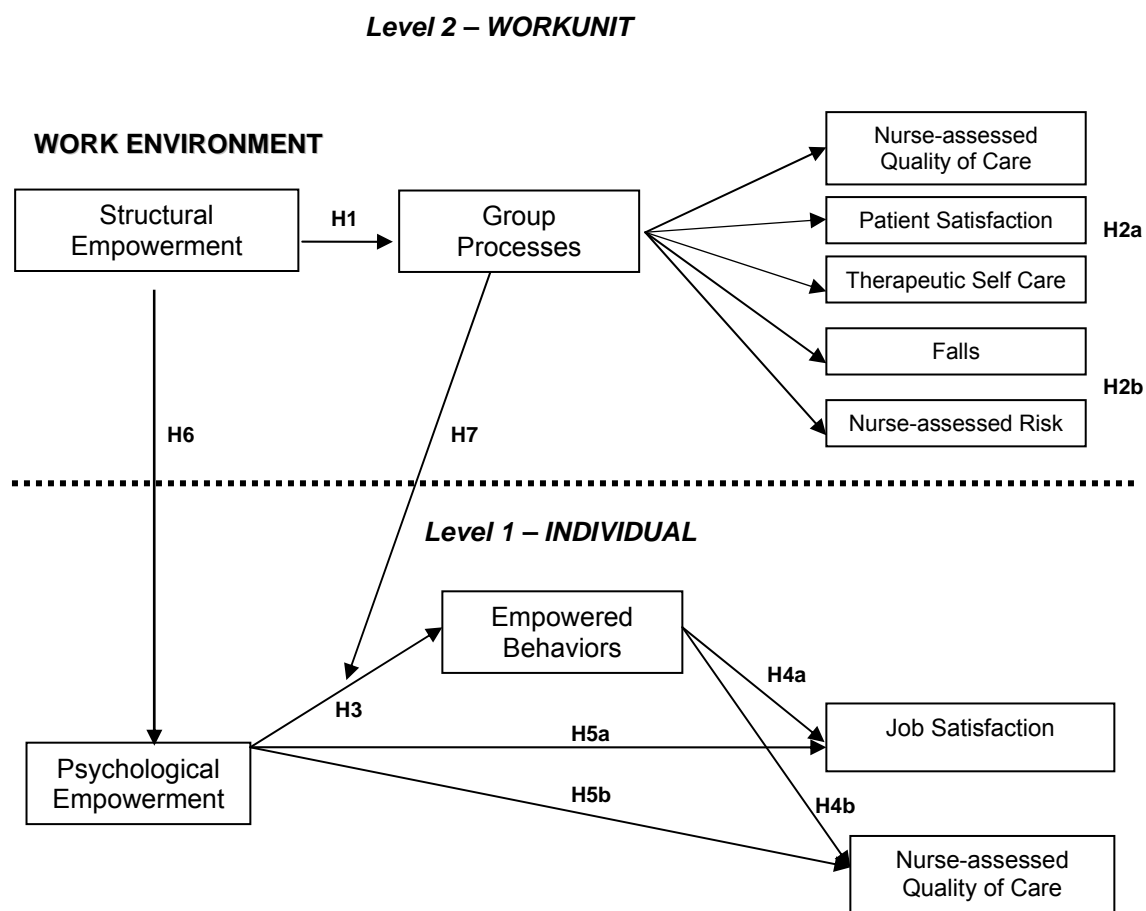 Level 2 – WORKUNIT
WORK ENVIRONMENT
Structural
Empowerment
H1
Group
Processes
Nurse-assessed
Quality of Care
Patient Satisfaction
H2a
Therapeutic Self Care
Falls
H2b
Nurse-assessed Risk
H6
H7
Level 1 – INDIVIDUAL
Empowered
Behaviors
H4a
H3
Job Satisfaction
H5a
Psychological
Empowerment
H5b
H4b
Nurse-assessed
Quality of Care